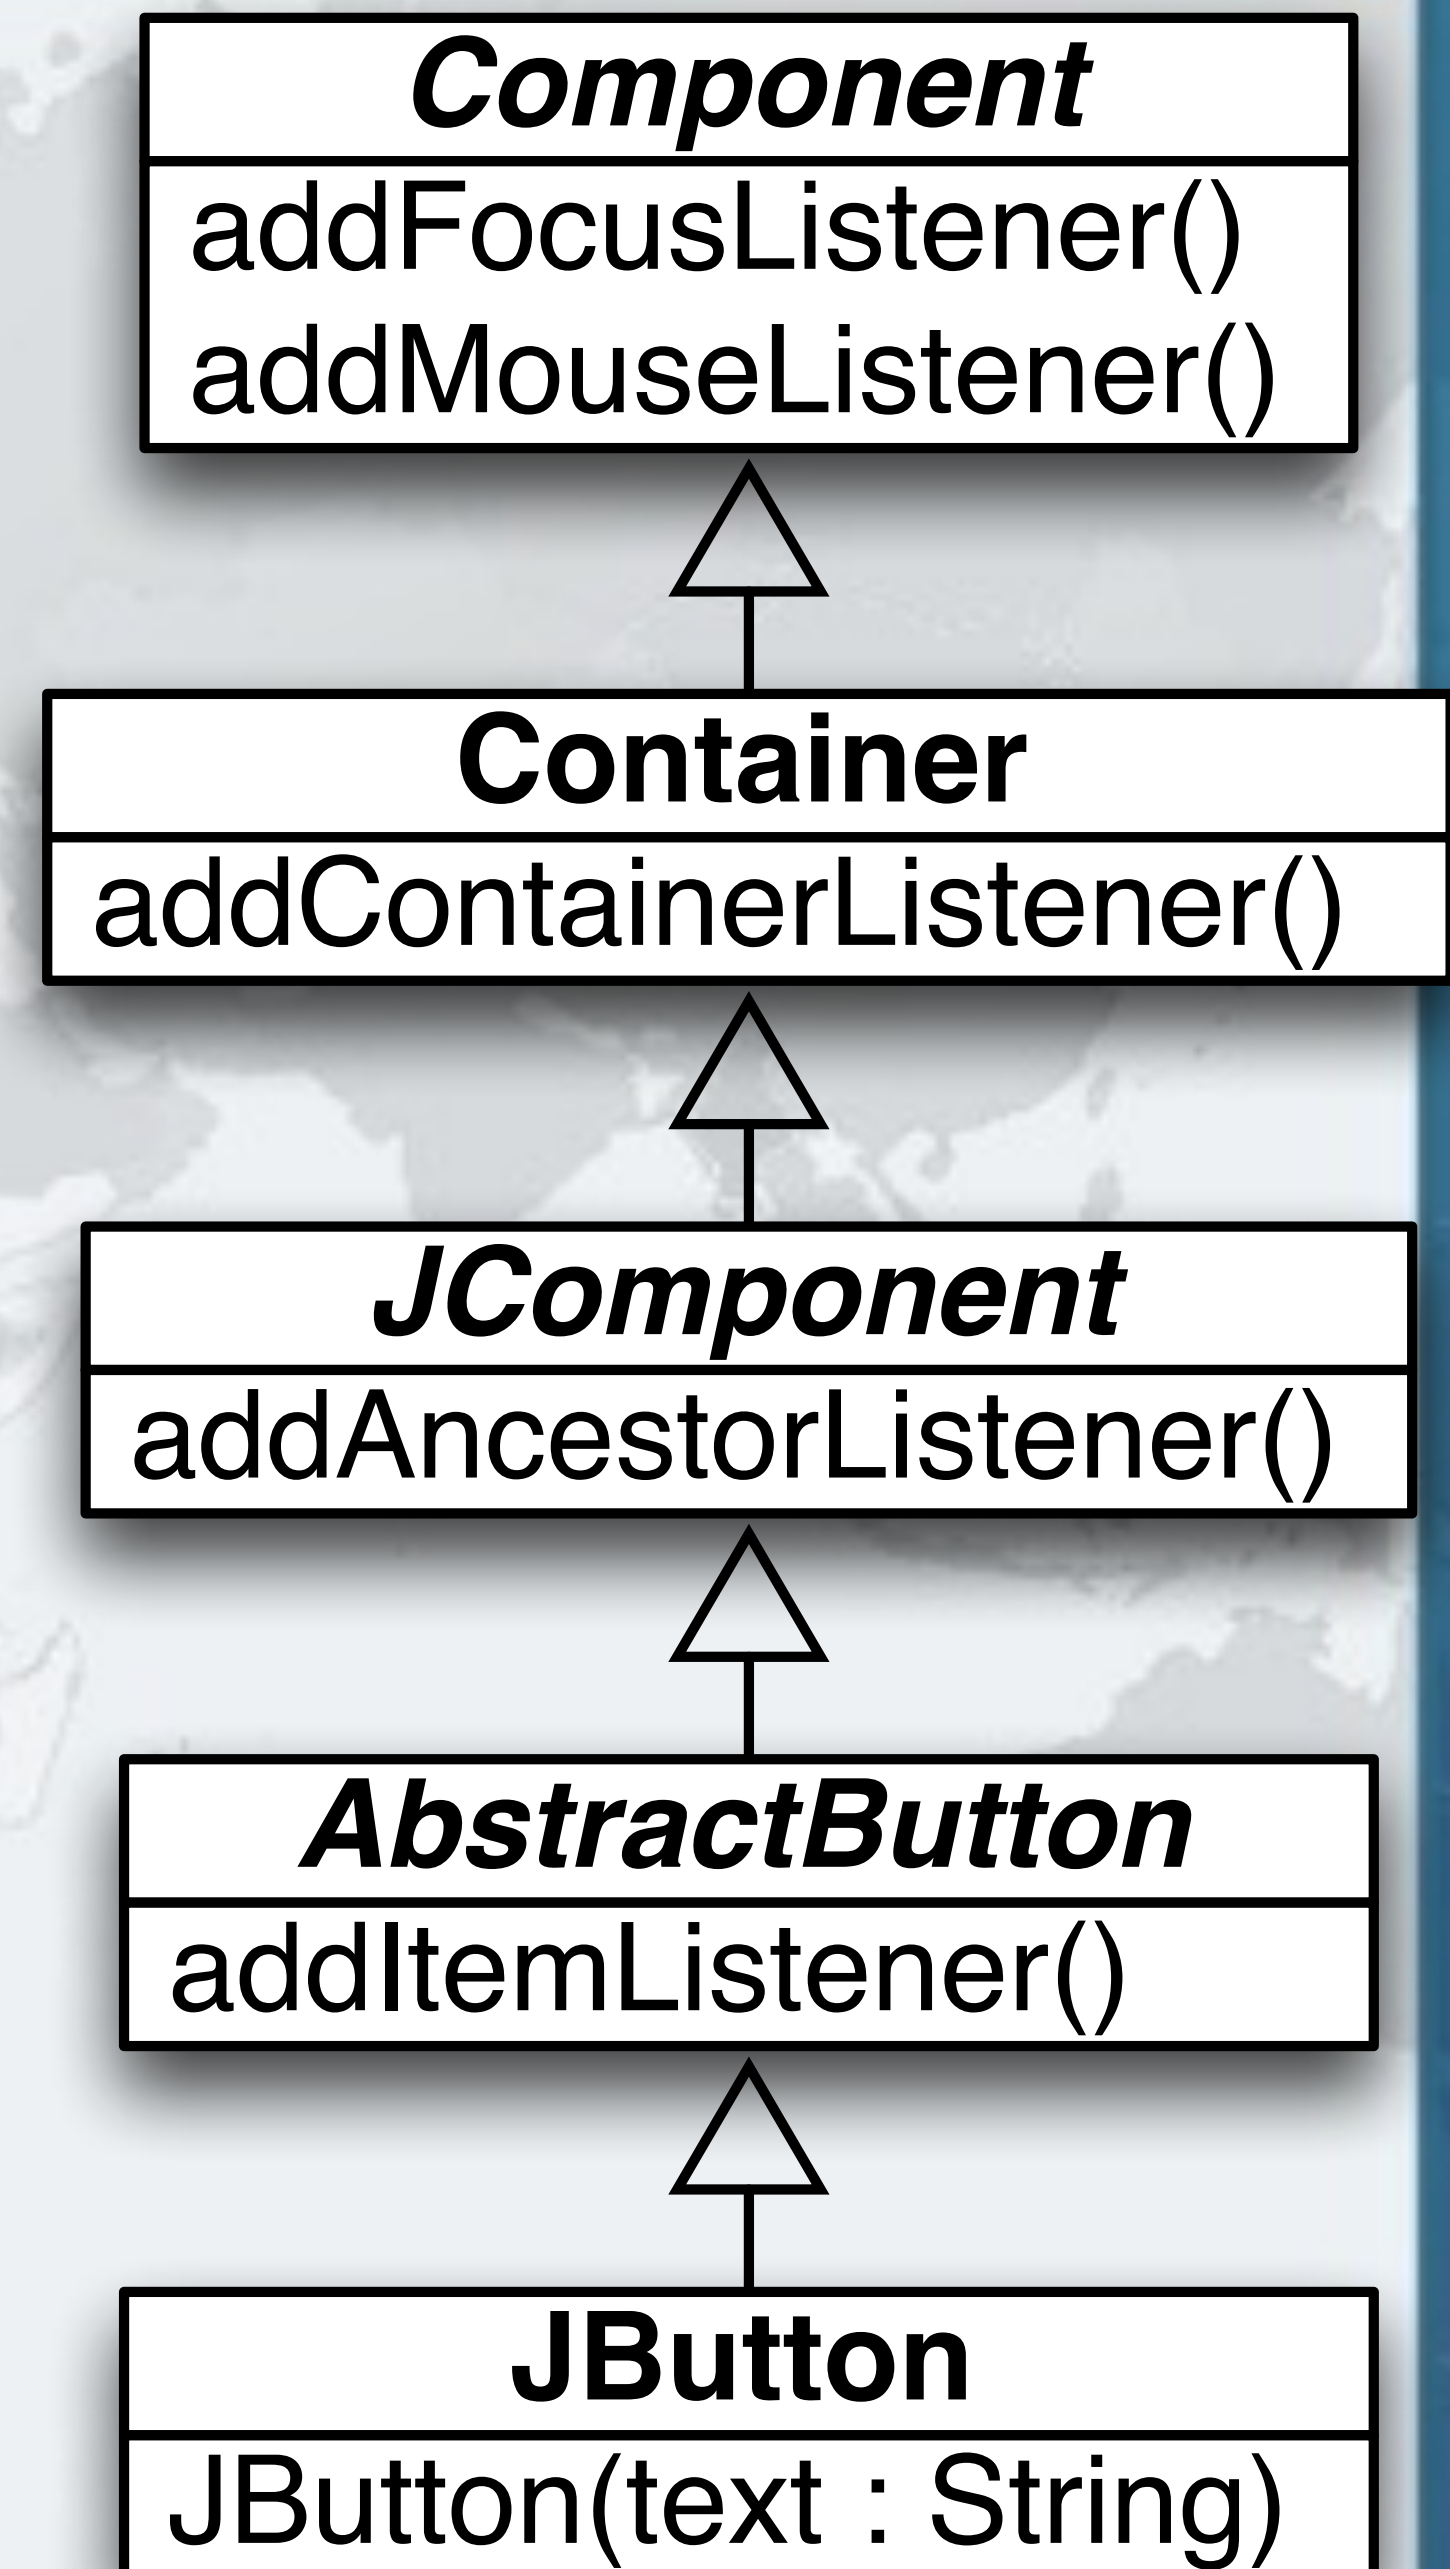 Component
addFocusListener()
addMouseListener()
Container
addContainerListener()
JComponent
addAncestorListener()
AbstractButton
addItemListener()
JButton
JButton(text : String)